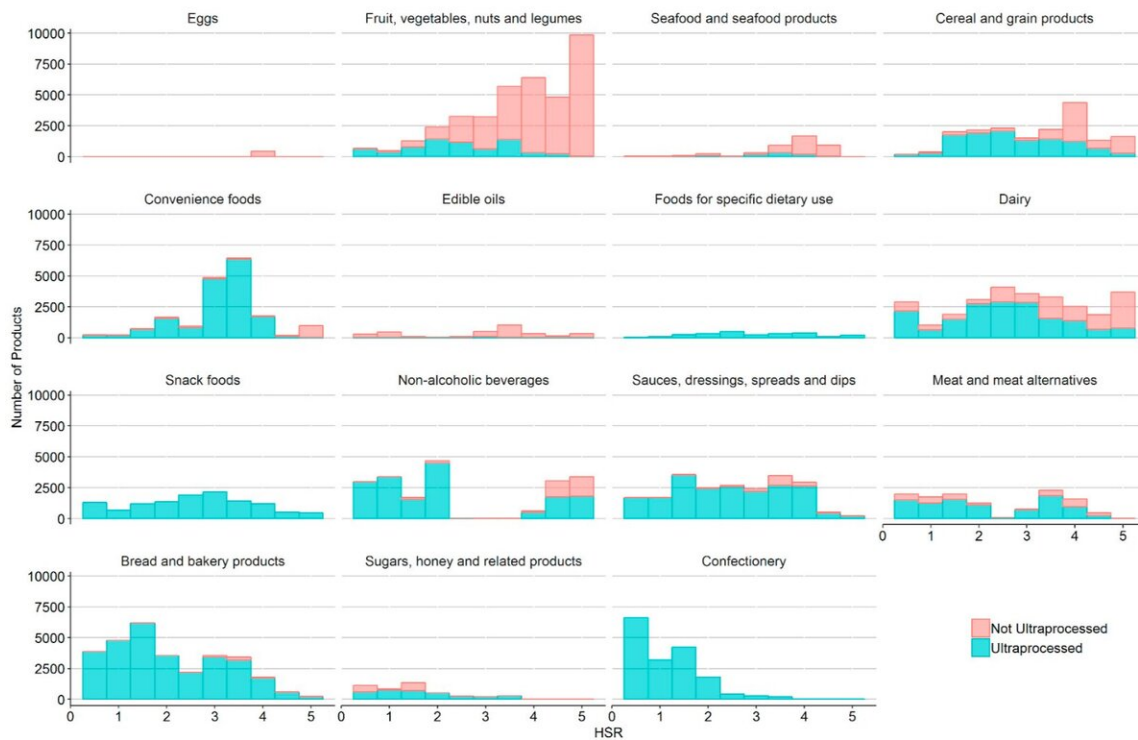 Eggs
Fruit, vegetables, nuts and legumes
Seafood and seafood products
Cereal and grain products
10000
7500
5000
2500
0
Convenience foods
Edible oils
Foods for specific dietary use
Dairy
10000
7500
5000
2500
0
Number of Products
Snack foods
Non-alcoholic beverages
Sauces, dressings, spreads and dips
Meat and meat alternatives
10000
7500
5000
2500
0
0 1 2 3 4 5
Bread and bakery products
Sugars, honey and related products
Confectionery
10000
7500
5000
2500
0
Not Ultraprocessed
Ultraprocessed
0 1 2 3 4 5
0 1 2 3 4 5
0 1 2 3 4 5
HSR